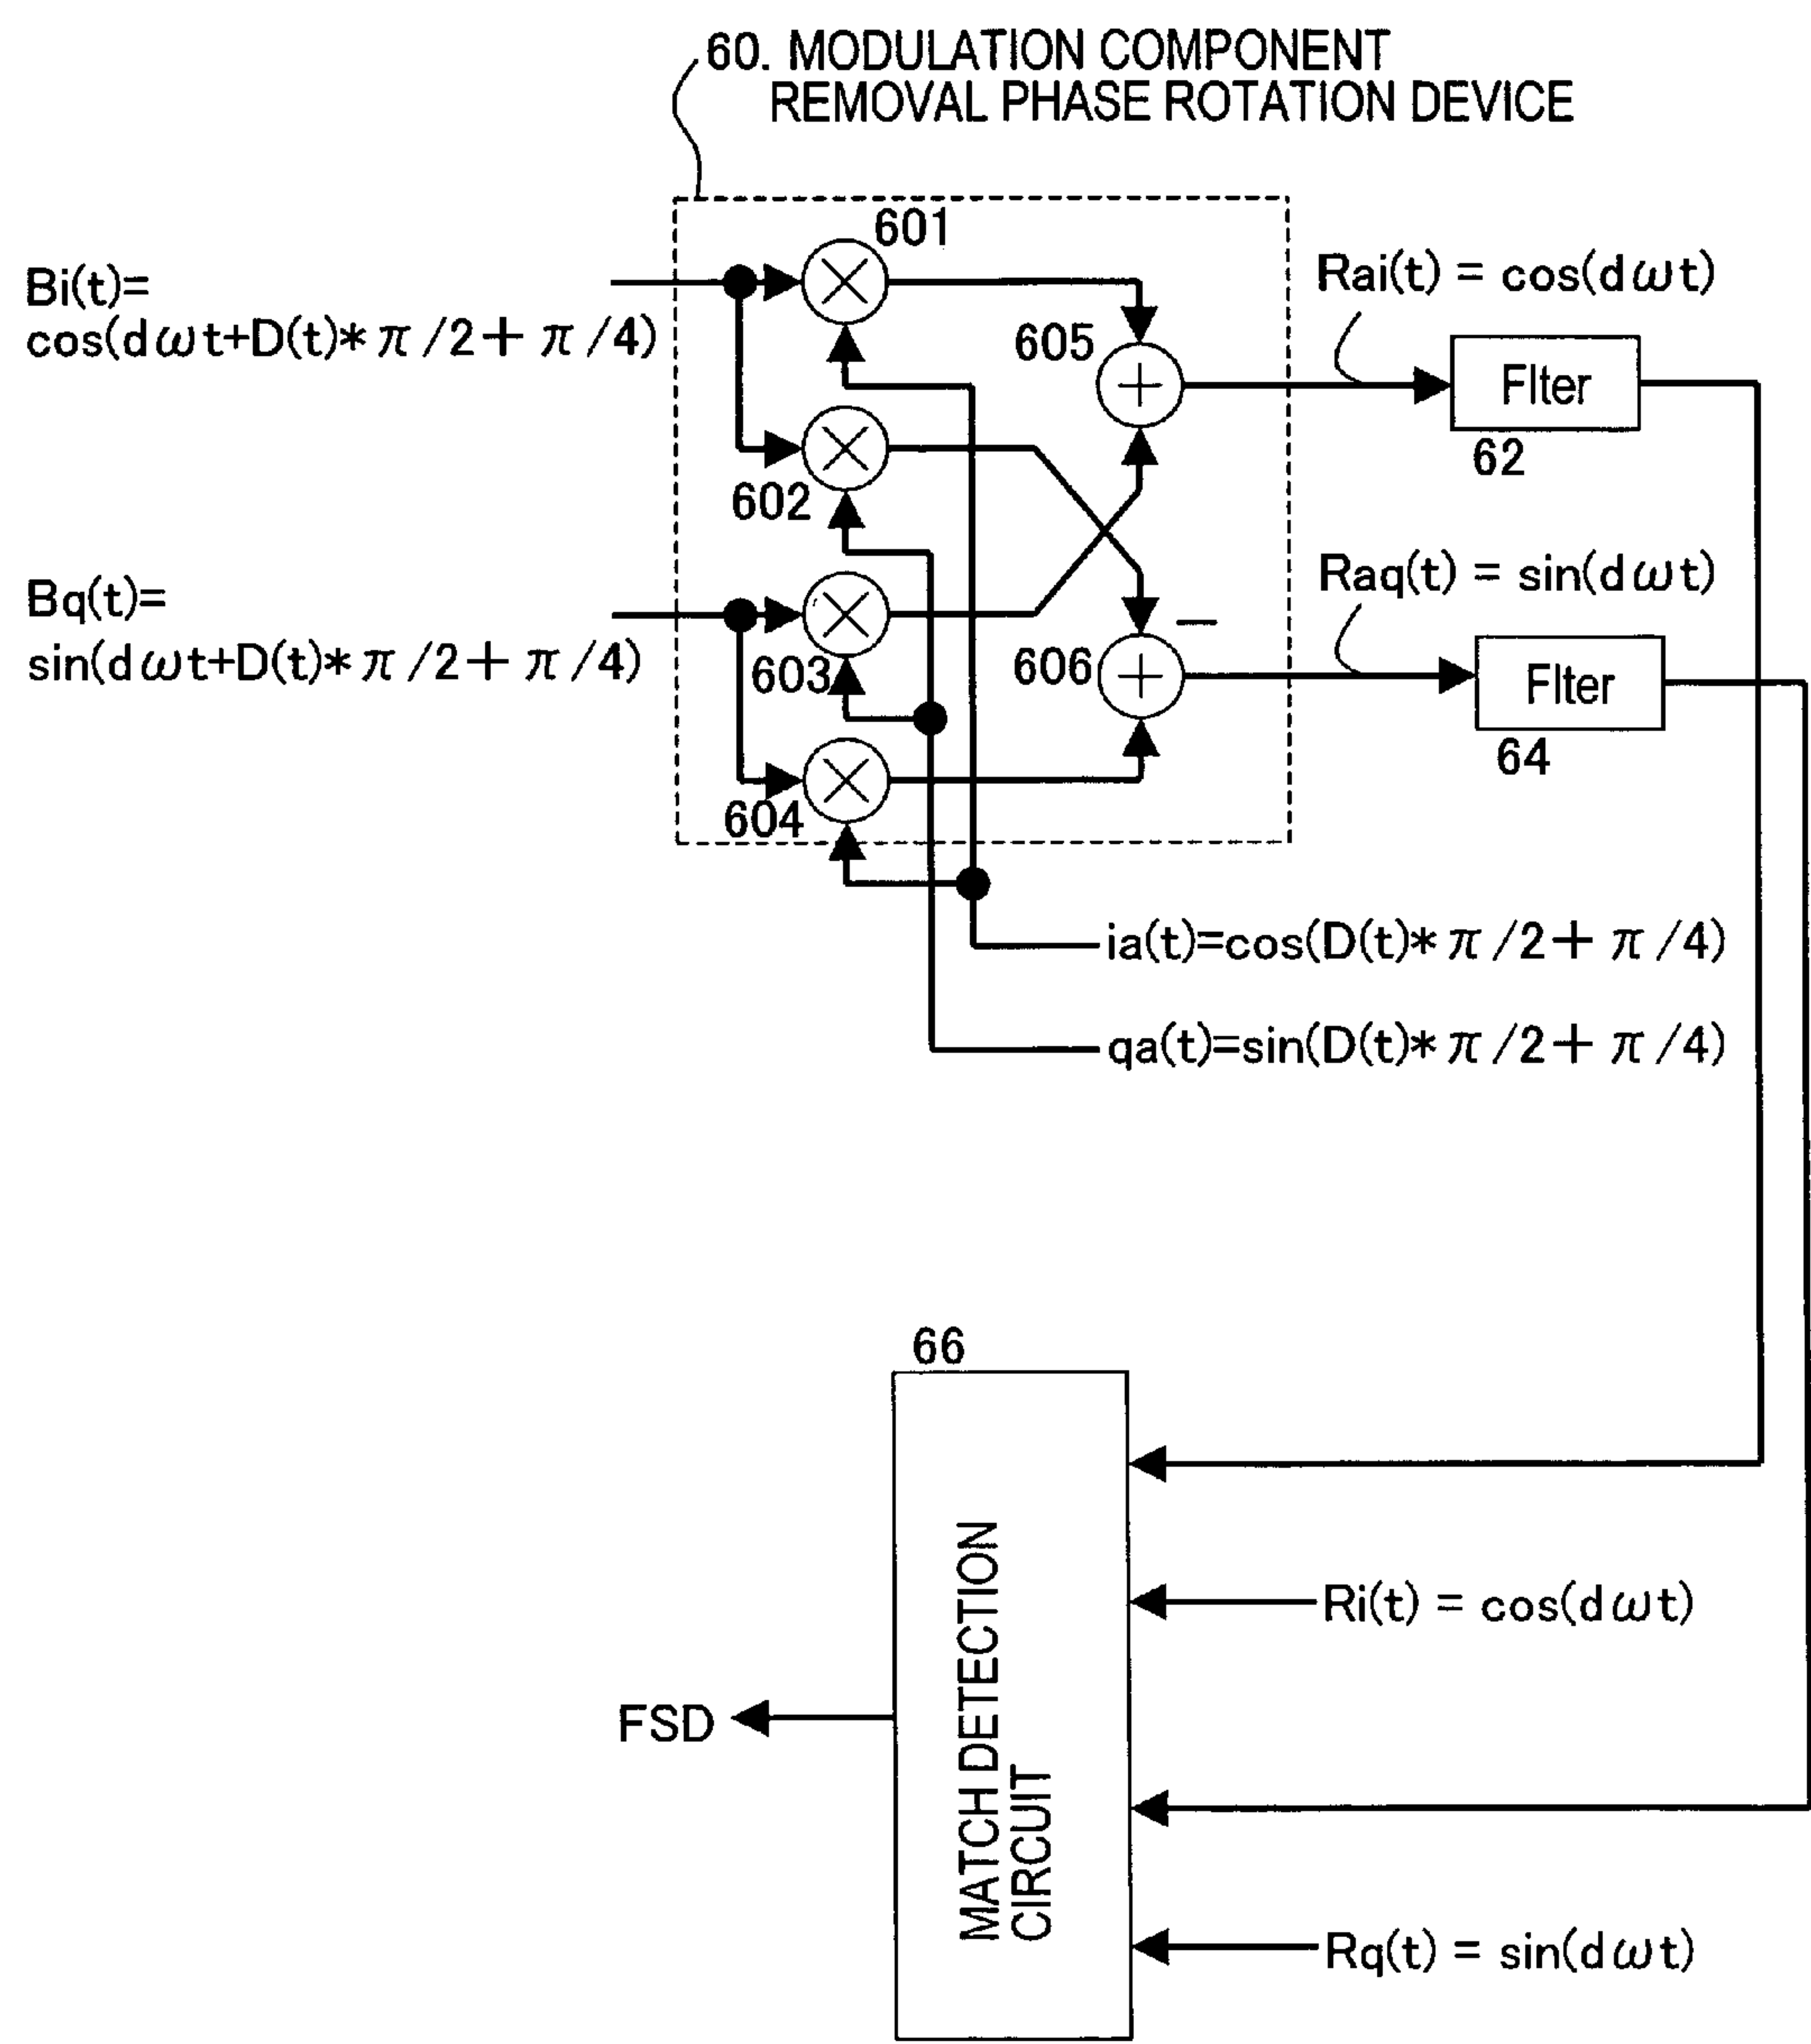 60. MODULATION COMPONENT
REMOVAL PHASE ROTATION DEVICE
601
Bi(t)=
cos(dωt+D(t)*π/2+π/4)
Rai(t) = cos(dωt)
605
+
Flter
62
602
Bq(t)=
sin(dωt+D(t)*π/2+π/4)
Raq(t) = sin(dωt)
−
603
606
+
Flter
64
604
ia(t)=cos(D(t)*π/2+π/4)
qa(t)=sin(D(t)*π/2+π/4)
66
MATCH DETECTION
CIRCUIT
Ri(t) = cos(dωt)
FSD
Rq(t) = sin(dωt)